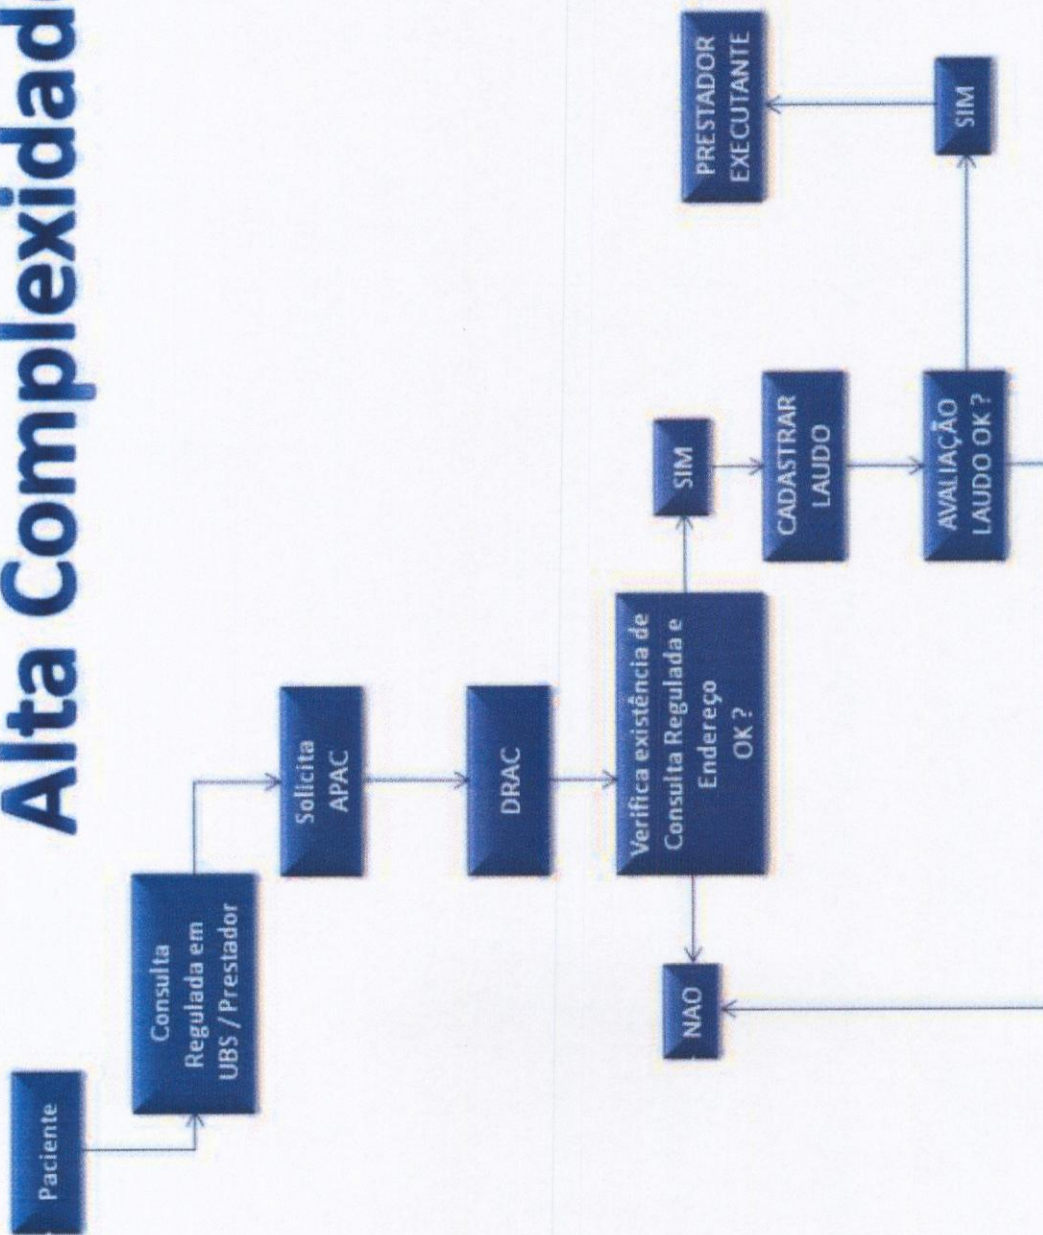 Alta Complexidad
Paciente
Consulta
Regulada em
UBS / Prestador
Solicita
APAC
DRAC
Verifica existência de
Consulta Regulada e
Endereço
OK ?
NAO
SIM
CADASTRAR
LAUDO
AVALIAÇÃO
LAUDO OK ?
SIM
PRESTADOR
EXECUTANTE